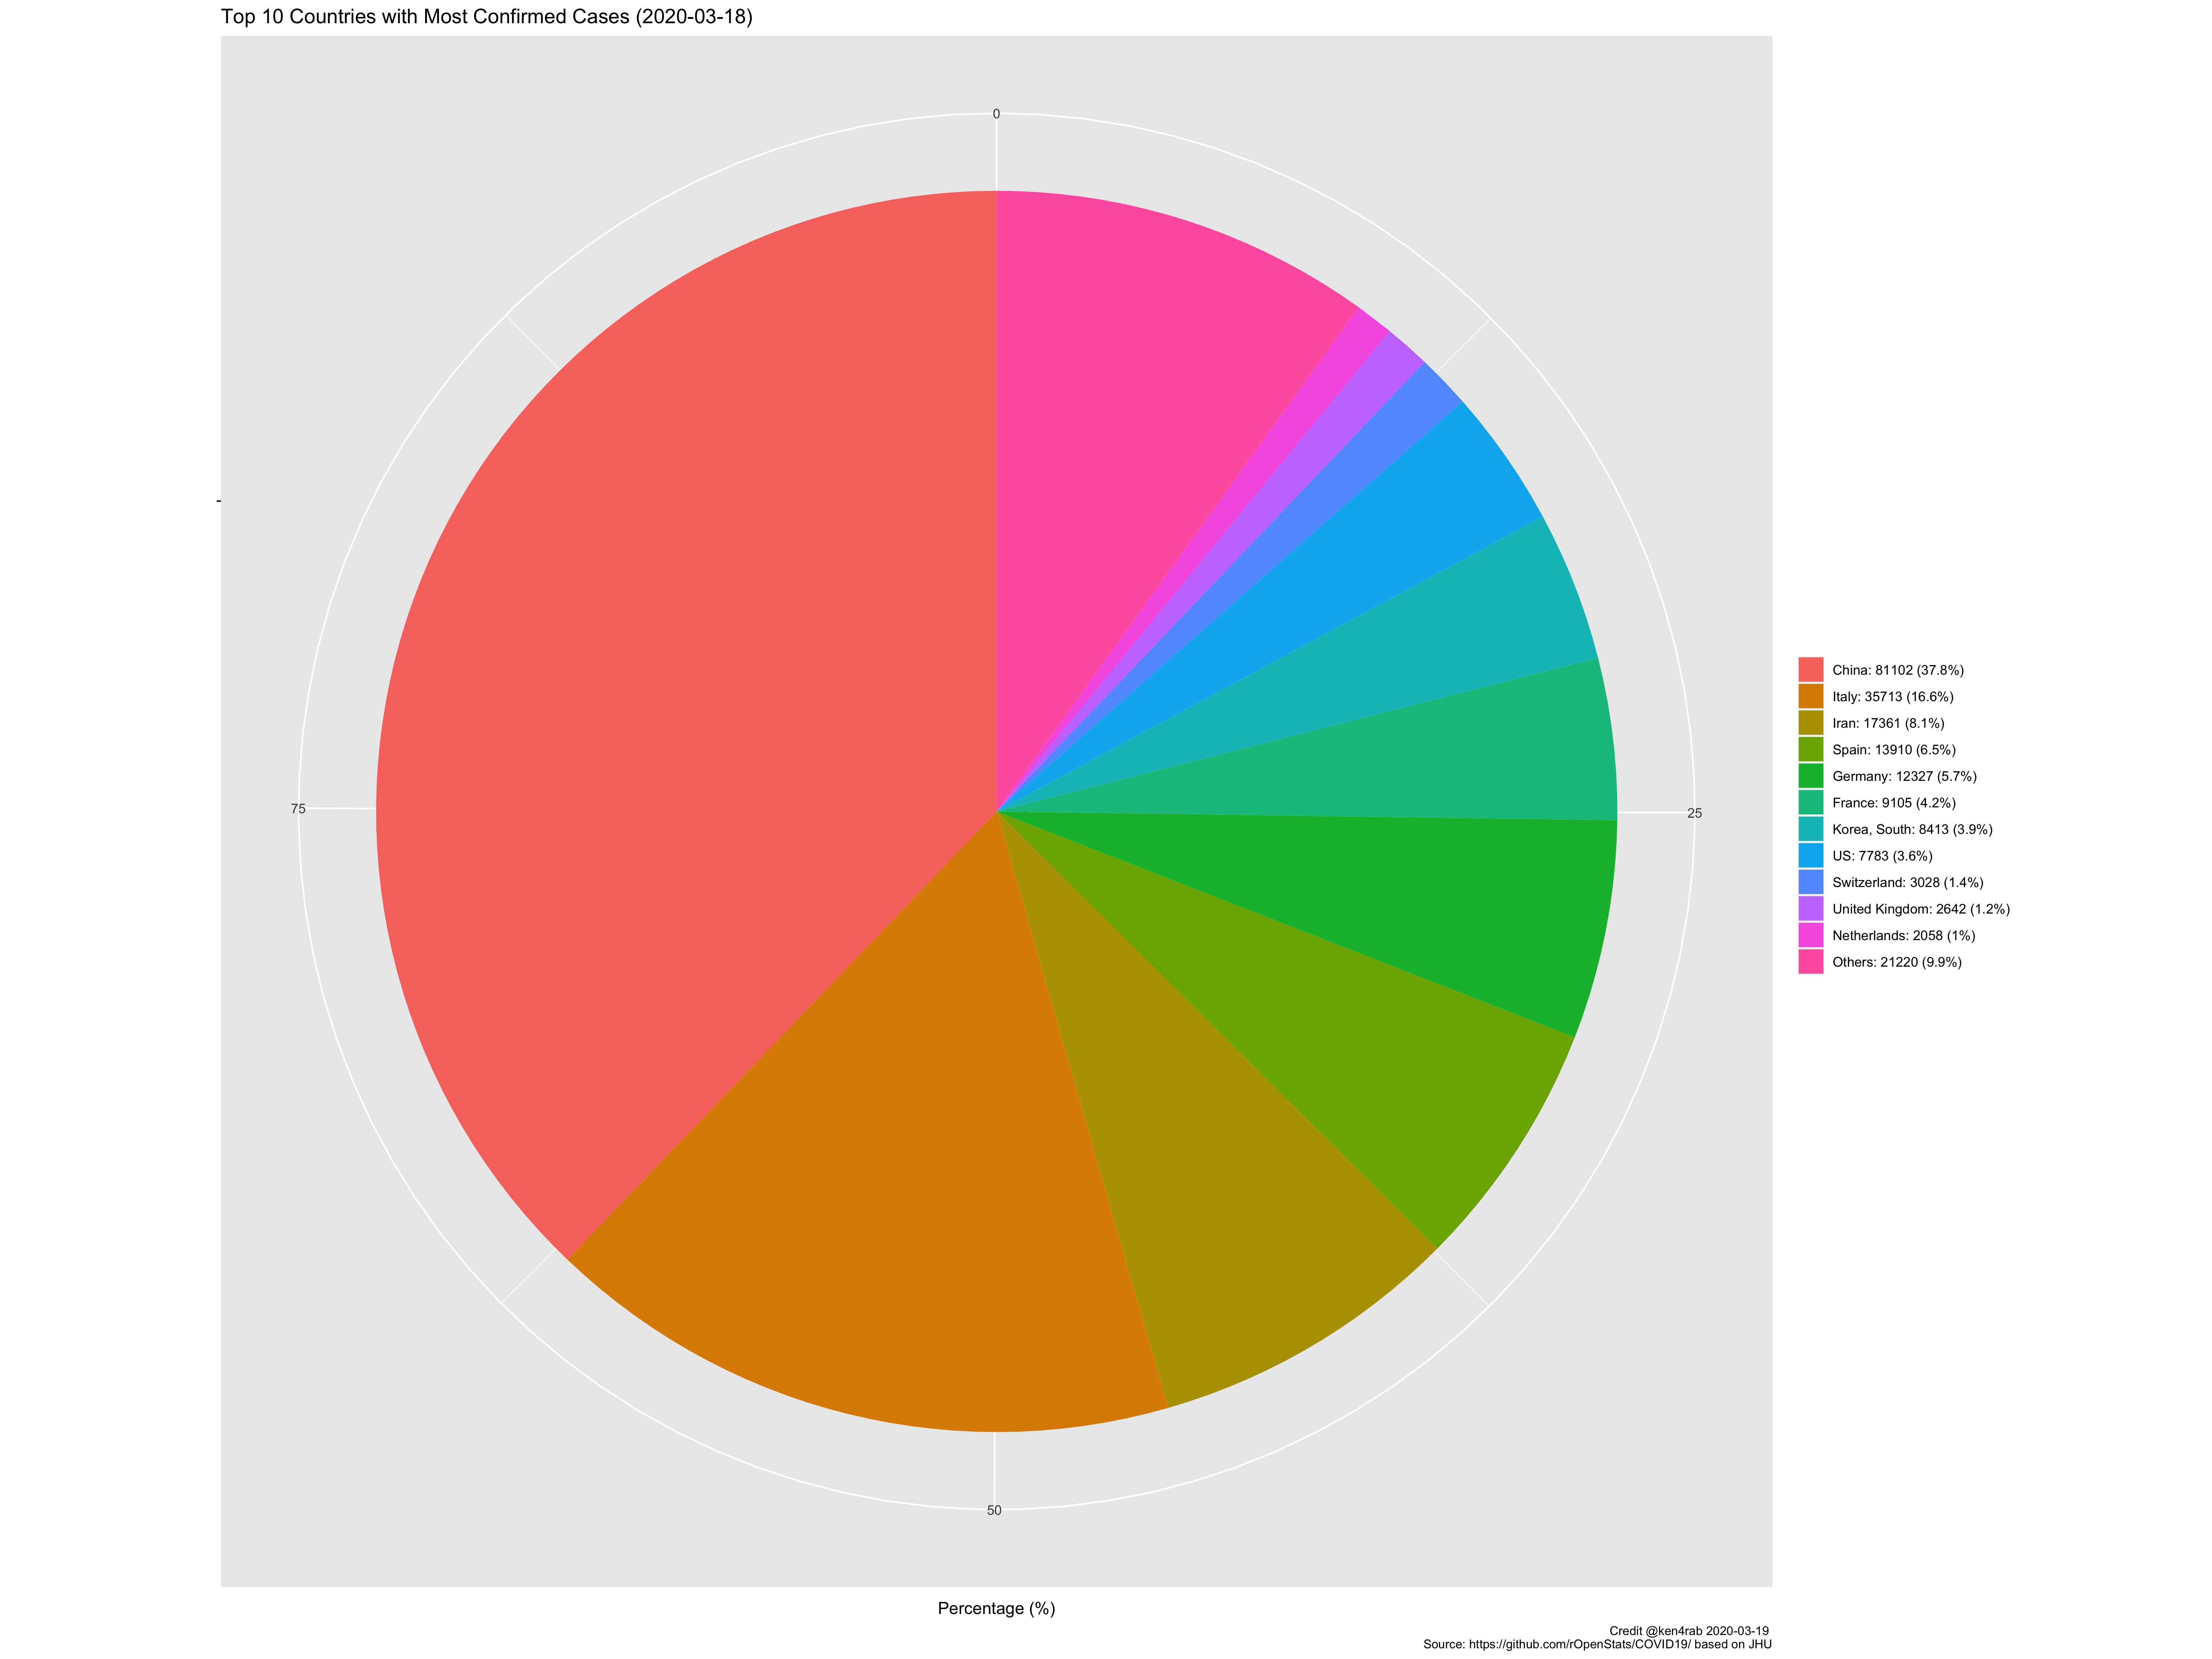 Top 10 Countries with Most Confirmed Cases (2020-03-18)
0
75
25
50
China: 81102 (37.8%)
Italy: 35713 (16.6%)
Iran: 17361 (8.1%)
Spain: 13910 (6.5%)
Germany: 12327 (5.7%)
France: 9105 (4.2%)
Korea, South: 8413 (3.9%)
US: 7783 (3.6%)
Switzerland: 3028 (1.4%)
United Kingdom: 2642 (1.2%)
Netherlands: 2058 (1%)
Others: 21220 (9.9%)
Percentage (%)
Credit @ken4rab 2020-03-19
Source: https://github.com/rOpenStats/COVID19/ based on JHU